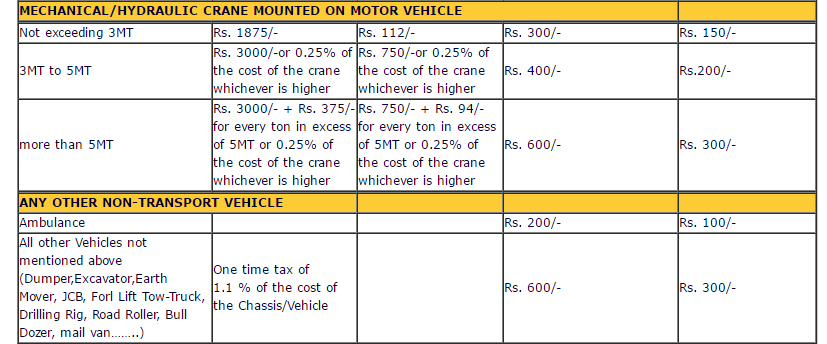 MECHANICAL/HYDRAULIC CRANE MOUNTED ON MOTOR VEHICLE
Not exceeding 3MT
Rs. 1875/-
Rs. 112/-
Rs. 300/-
Rs. 150/-
3MT to 5MT
Rs. 3000/-or 0.25% of
the cost of the crane
whichever is higher
Rs. 750/-or 0.25% of
the cost of the crane
whichever is higher
Rs. 400/-
Rs.200/-
more than 5MT
Rs. 3000/- + Rs. 375/-
for every ton in excess
of 5MT or 0.25% of
the cost of the crane
whichever is higher
Rs. 750/- + Rs. 94/-
for every ton in excess
of 5MT or 0.25% of
the cost of the crane
whichever is higher
Rs. 600/-
Rs. 300/-
ANY OTHER NON-TRANSPORT VEHICLE
Ambulance
Rs. 200/-
Rs. 100/-
All other Vehicles not
mentioned above
(Dumper,Excavator,Earth
Mover, JCB, Forl Lift Tow-Truck,
Drilling Rig, Road Roller, Bull
Dozer, mail van……..)
One time tax of
1.1 % of the cost of
the Chassis/Vehicle
Rs. 600/-
Rs. 300/-